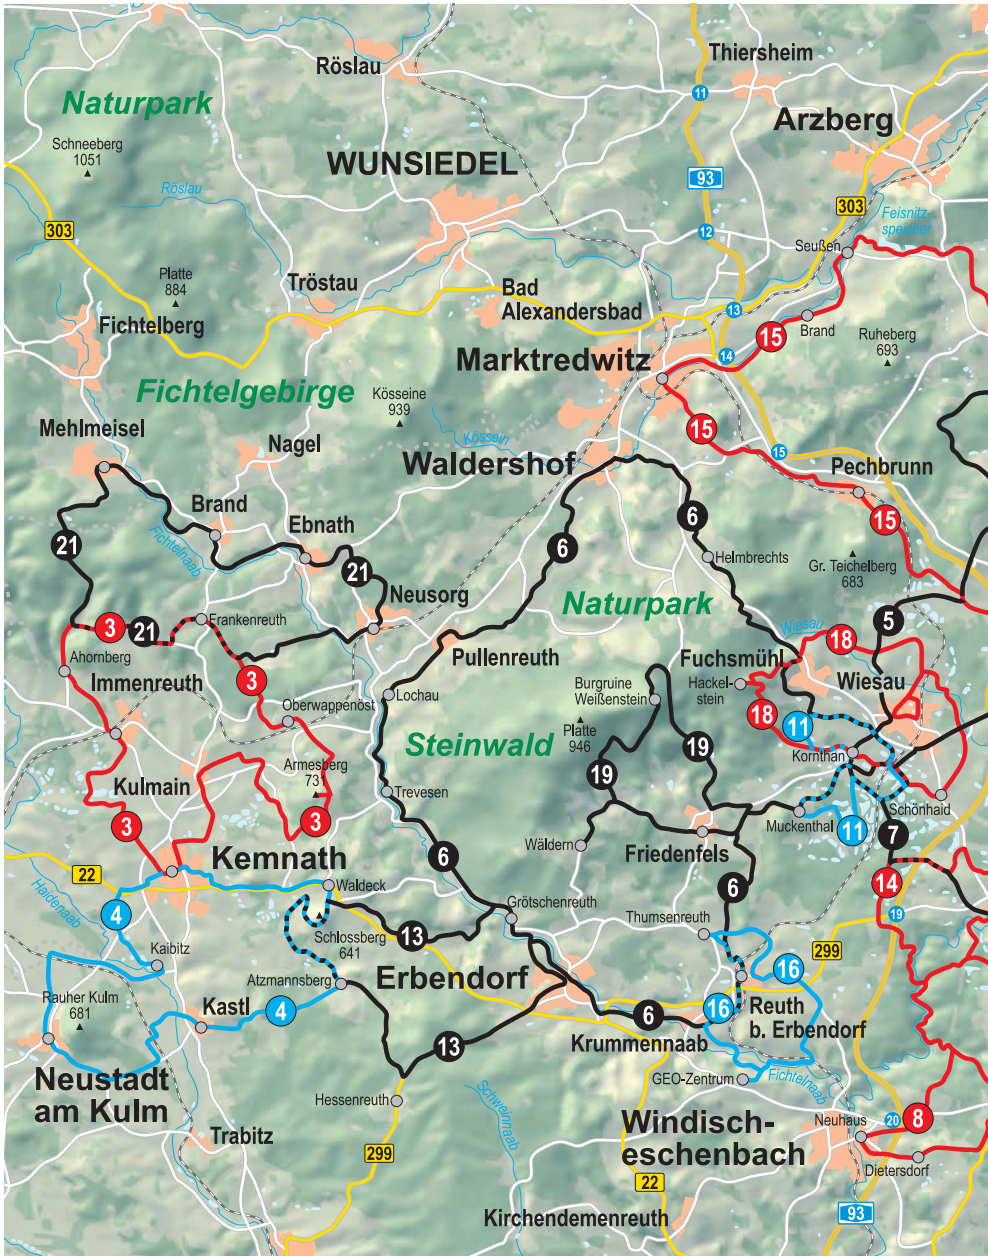 Thiersheim
Röslau
11
Naturpark
Arzberg
Schneeberg
1051
WUNSIEDEL
93
Röslau
303
303
Feisnitz-
speicher
12
Seußen
Platte
884
Tröstau
Bad
Alexandersbad
13
Fichtelberg
Brand
15
Ruheberg
693
14
Marktredwitz
Fichtelgebirge
Kösseine
939
15
Mehlmeisel
Nagel
Kössein
15
Waldershof
Pechbrunn
Brand
6
15
Ebnath
21
6
Fichtelnaab
Helmbrechts
21
Gr. Teichelberg
683
Neusorg
Naturpark
Frankenreuth
5
3
21
Wiesau
18
Pullenreuth
Fuchsmühl
Ahornberg
Immenreuth
3
Hackel-
stein
Wiesau
Burgruine
Weißenstein
Lochau
Oberwappenöst
18
11
Steinwald
Platte
946
Kornthan
Armesberg
731
19
19
Kulmain
Trevesen
Schönhaid
3
3
Muckenthal
11
7
Wäldern
Friedenfels
Kemnath
6
22
Waldeck
6
14
Haidenaab
4
Grötschenreuth
19
Thumsenreuth
13
Schlossberg
641
299
Kaibitz
Erbendorf
16
Atzmannsberg
Rauher Kulm
681
Kastl
4
6
16
Reuth
b. Erbendorf
Krummennaab
13
Neustadt
am Kulm
GEO-Zentrum
Fichtelnaab
Schweinnaab
Hessenreuth
Windisch-
eschenbach
Neuhaus
20
8
Trabitz
299
Dietersdorf
22
Kirchendemenreuth
93